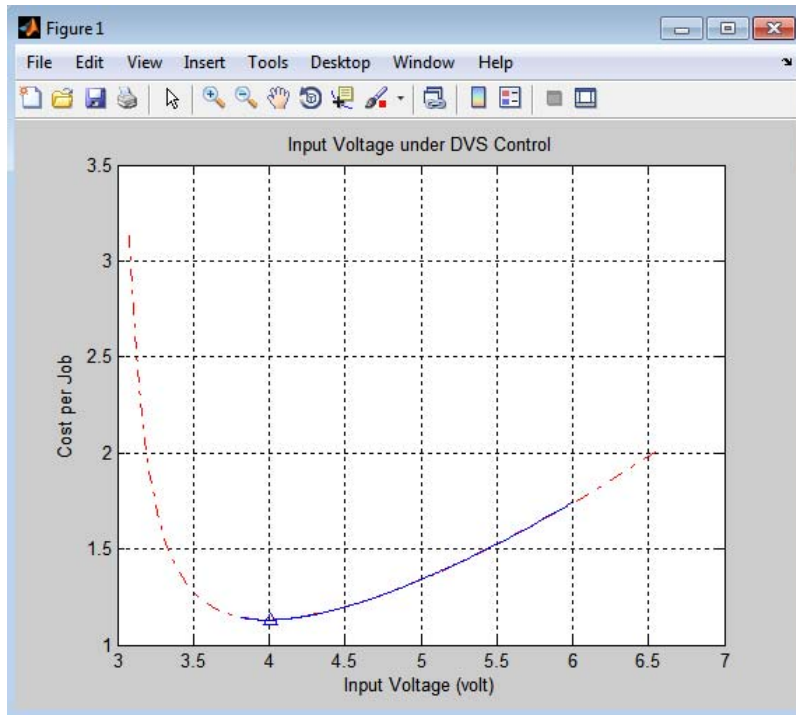 Figure 1
File Edit View Insert Tools Desktop Window Help
Input Voltage under DVS Control
3.5
3
2.5
2
1.5
1
Cost per Job
3 3.5 4 4.5 5 5.5 6 6.5 7
Input Voltage (volt)